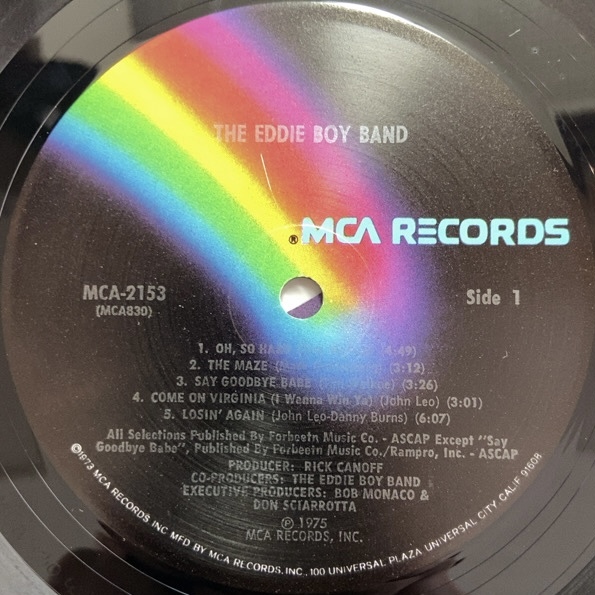 THE EDDIE BOY BAND
® MCA RECORDS
MCA-2153
(MCA830)
Side 1
1. OH, SO HARD 4:49)
2. THE MAZE (3:12)
3. SAY GOODBYE BABE (3:26)
4. COME ON VIRGINIA (I Wanna Win Ya) (John Leo) (3:01)
5. LOSIN' AGAIN (John Leo-Danny Burns) (6:07)
All Selections Published By Forbeetn Music Co. - ASCAP Except "Say
Goodbye Babe", Published By Forbeetn Music Co./Rampro, Inc. - ASCAP
PRODUCER: RICK CANOFF
CO-PRODUCERS: THE EDDIE BOY BAND
EXECUTIVE PRODUCERS: BOB MONACO &
DON SCIARROTTA
℗ 1975
MCA RECORDS, INC.
©1973 MCA RECORDS INC MFD BY MCA RECORDS, INC., 100 UNIVERSAL PLAZA UNIVERSAL CITY, CALIF 91608